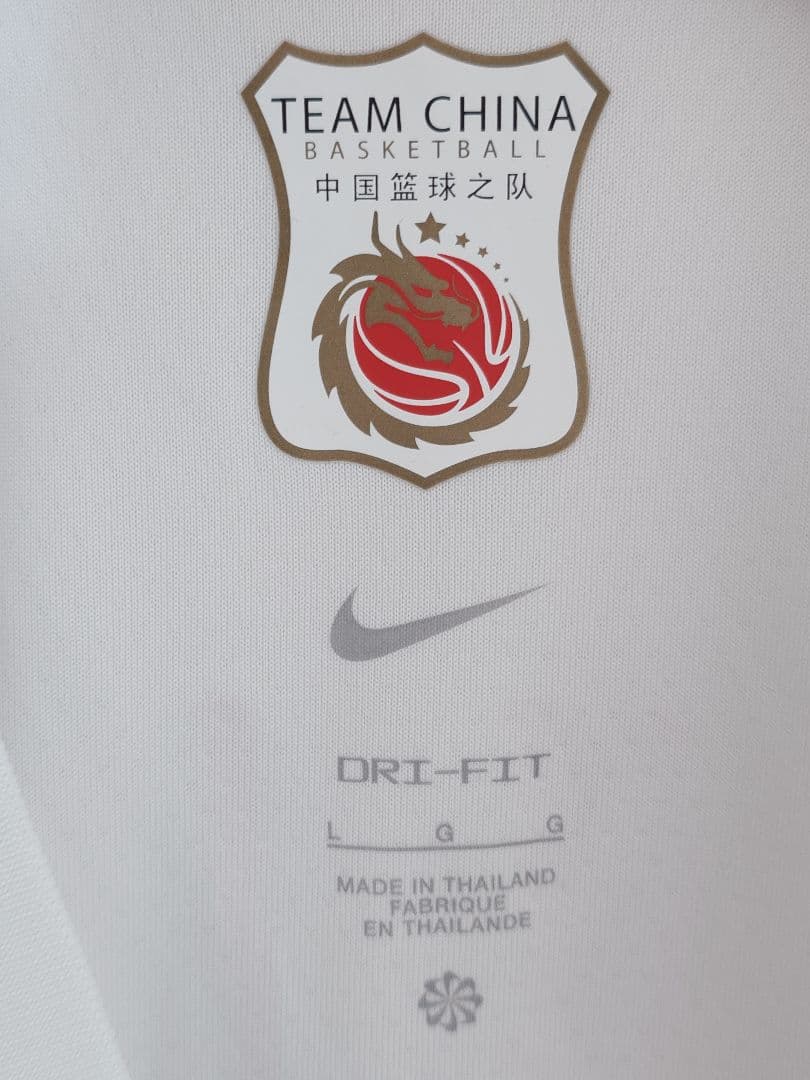 TEAM CHINA
BASKETBALL
中国篮球之队
DRI-FIT
L G G
MADE IN THAILAND
FABRIQUE
EN THAILANDE